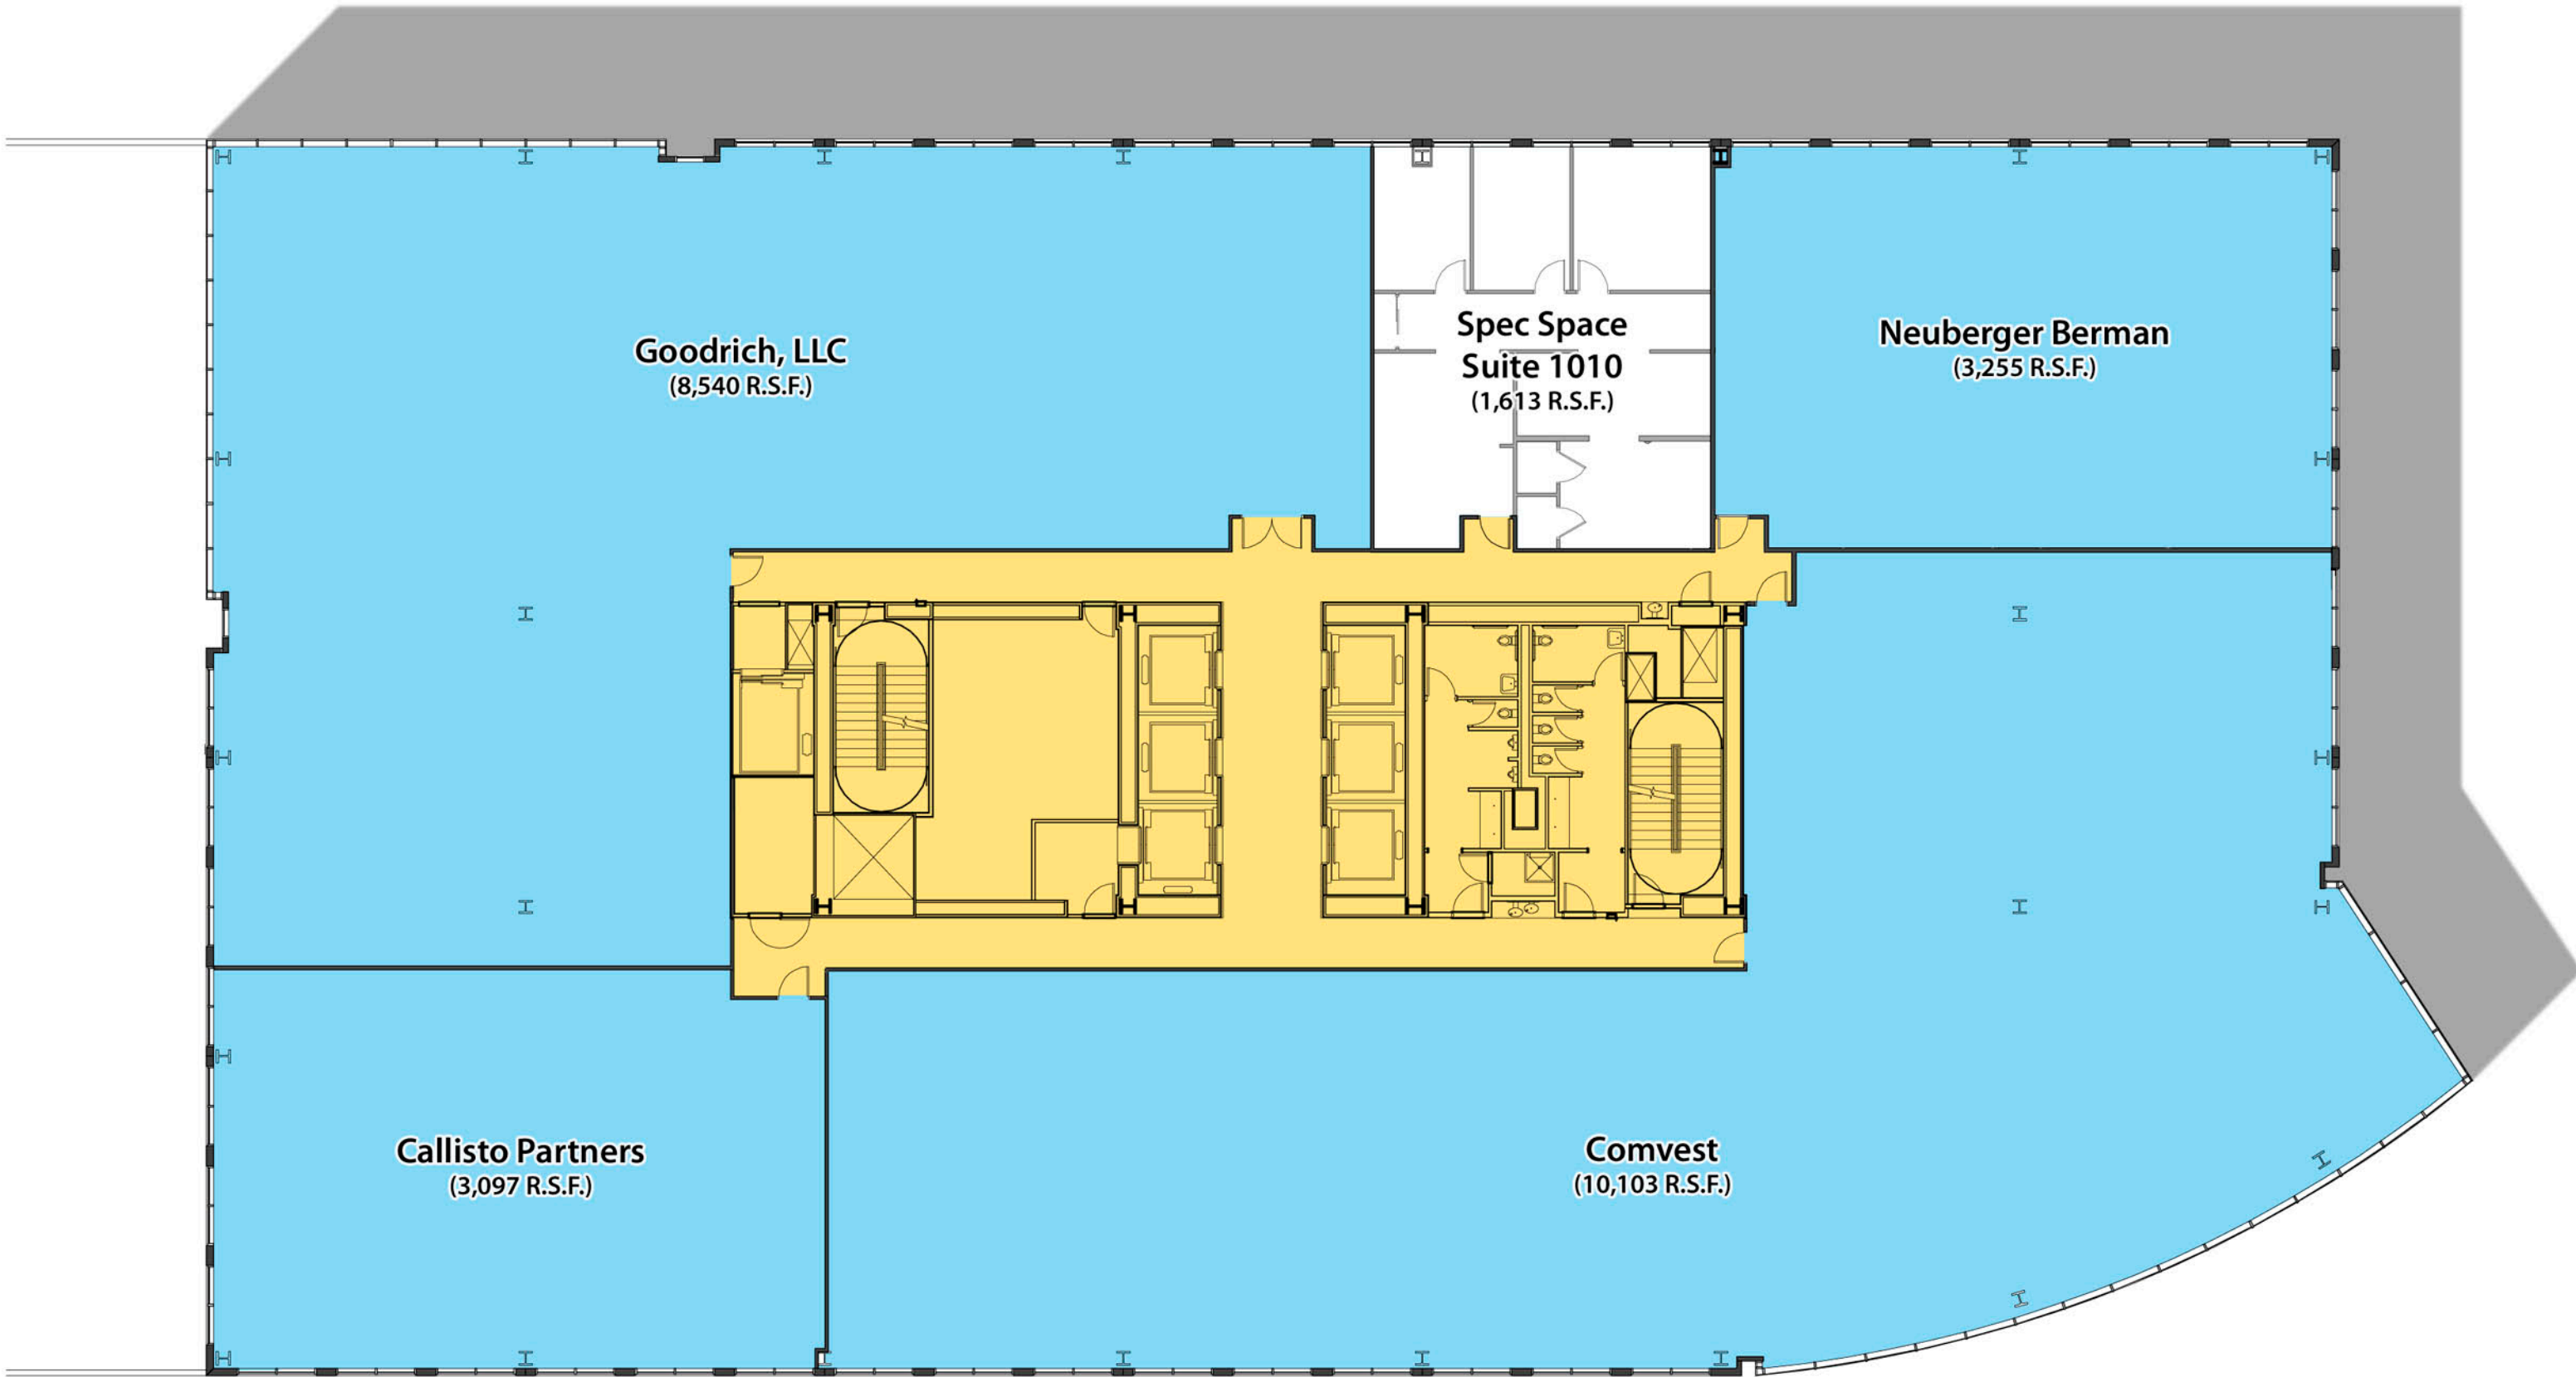 Goodrich, LLC
(8,540 R.S.F.)
Spec Space
Suite 1010
(1,613 R.S.F.)
Neuberger Berman
(3,255 R.S.F.)
Callisto Partners
(3,097 R.S.F.)
Comvest
(10,103 R.S.F.)